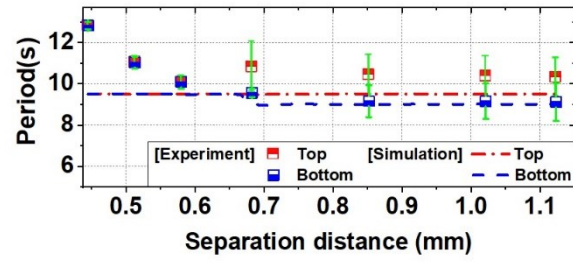 Period(s)
12
10
8
6
[Experiment] Top [Simulation] Top
Bottom Bottom
0.5 0.6 0.7 0.8 0.9 1.0 1.1
Separation distance (mm)